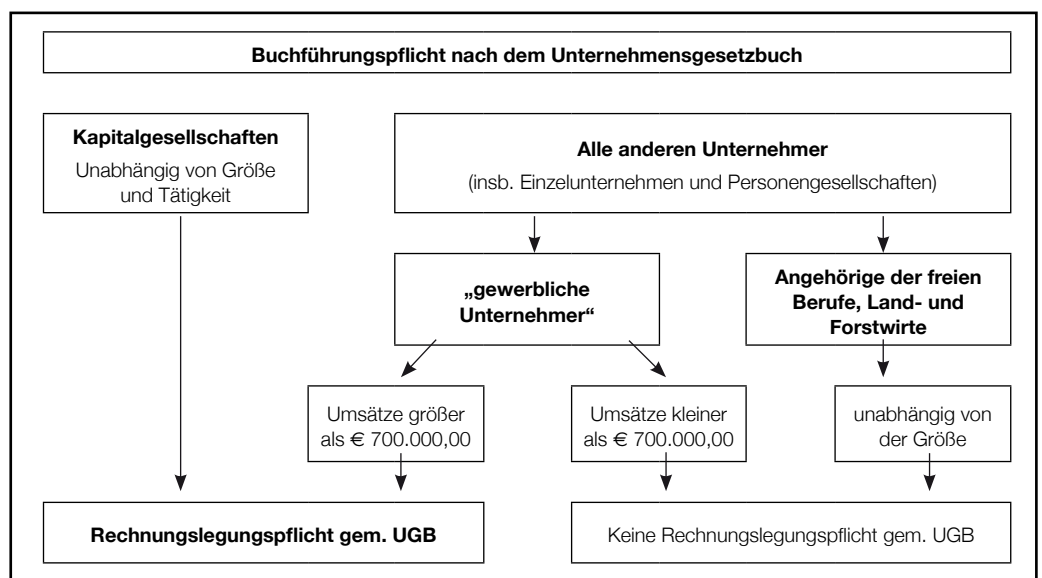 Buchführungspflicht nach dem Unternehmensgesetzbuch
Kapitalgesellschaften
Unabhängig von Größe
und Tätigkeit
Alle anderen Unternehmer
(insb. Einzelunternehmen und Personengesellschaften)
„gewerbliche
Unternehmer“
Angehörige der freien
Berufe, Land- und
Forstwirte
Umsätze größer
als € 700.000,00
Umsätze kleiner
als € 700.000,00
unabhängig von
der Größe
Rechnungslegungspflicht gem. UGB
Keine Rechnungslegungspflicht gem. UGB